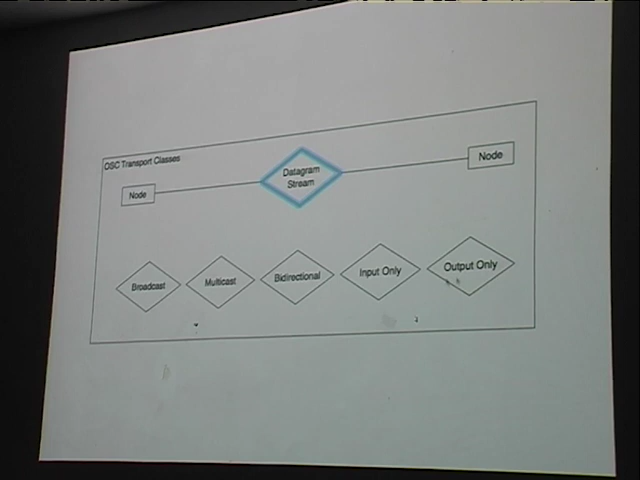 OSC Transport Classes
Node
Datagram
Stream
Node
Broadcast
Multicast
Bidirectional
Input Only
Output Only